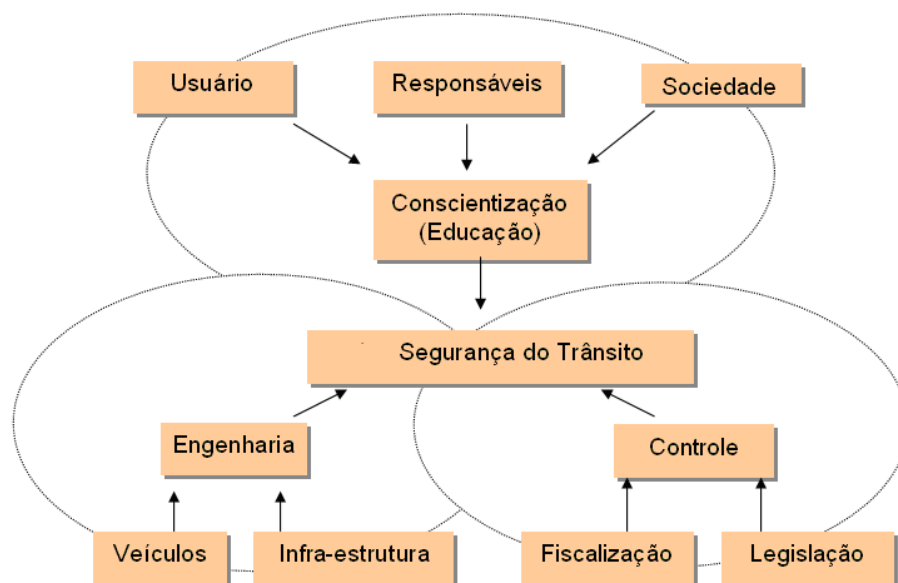 Usuário
Responsáveis
Sociedade
Conscientização
(Educação)
Segurança do Trânsito
Engenharia
Controle
Veículos
Infra-estrutura
Fiscalização
Legislação